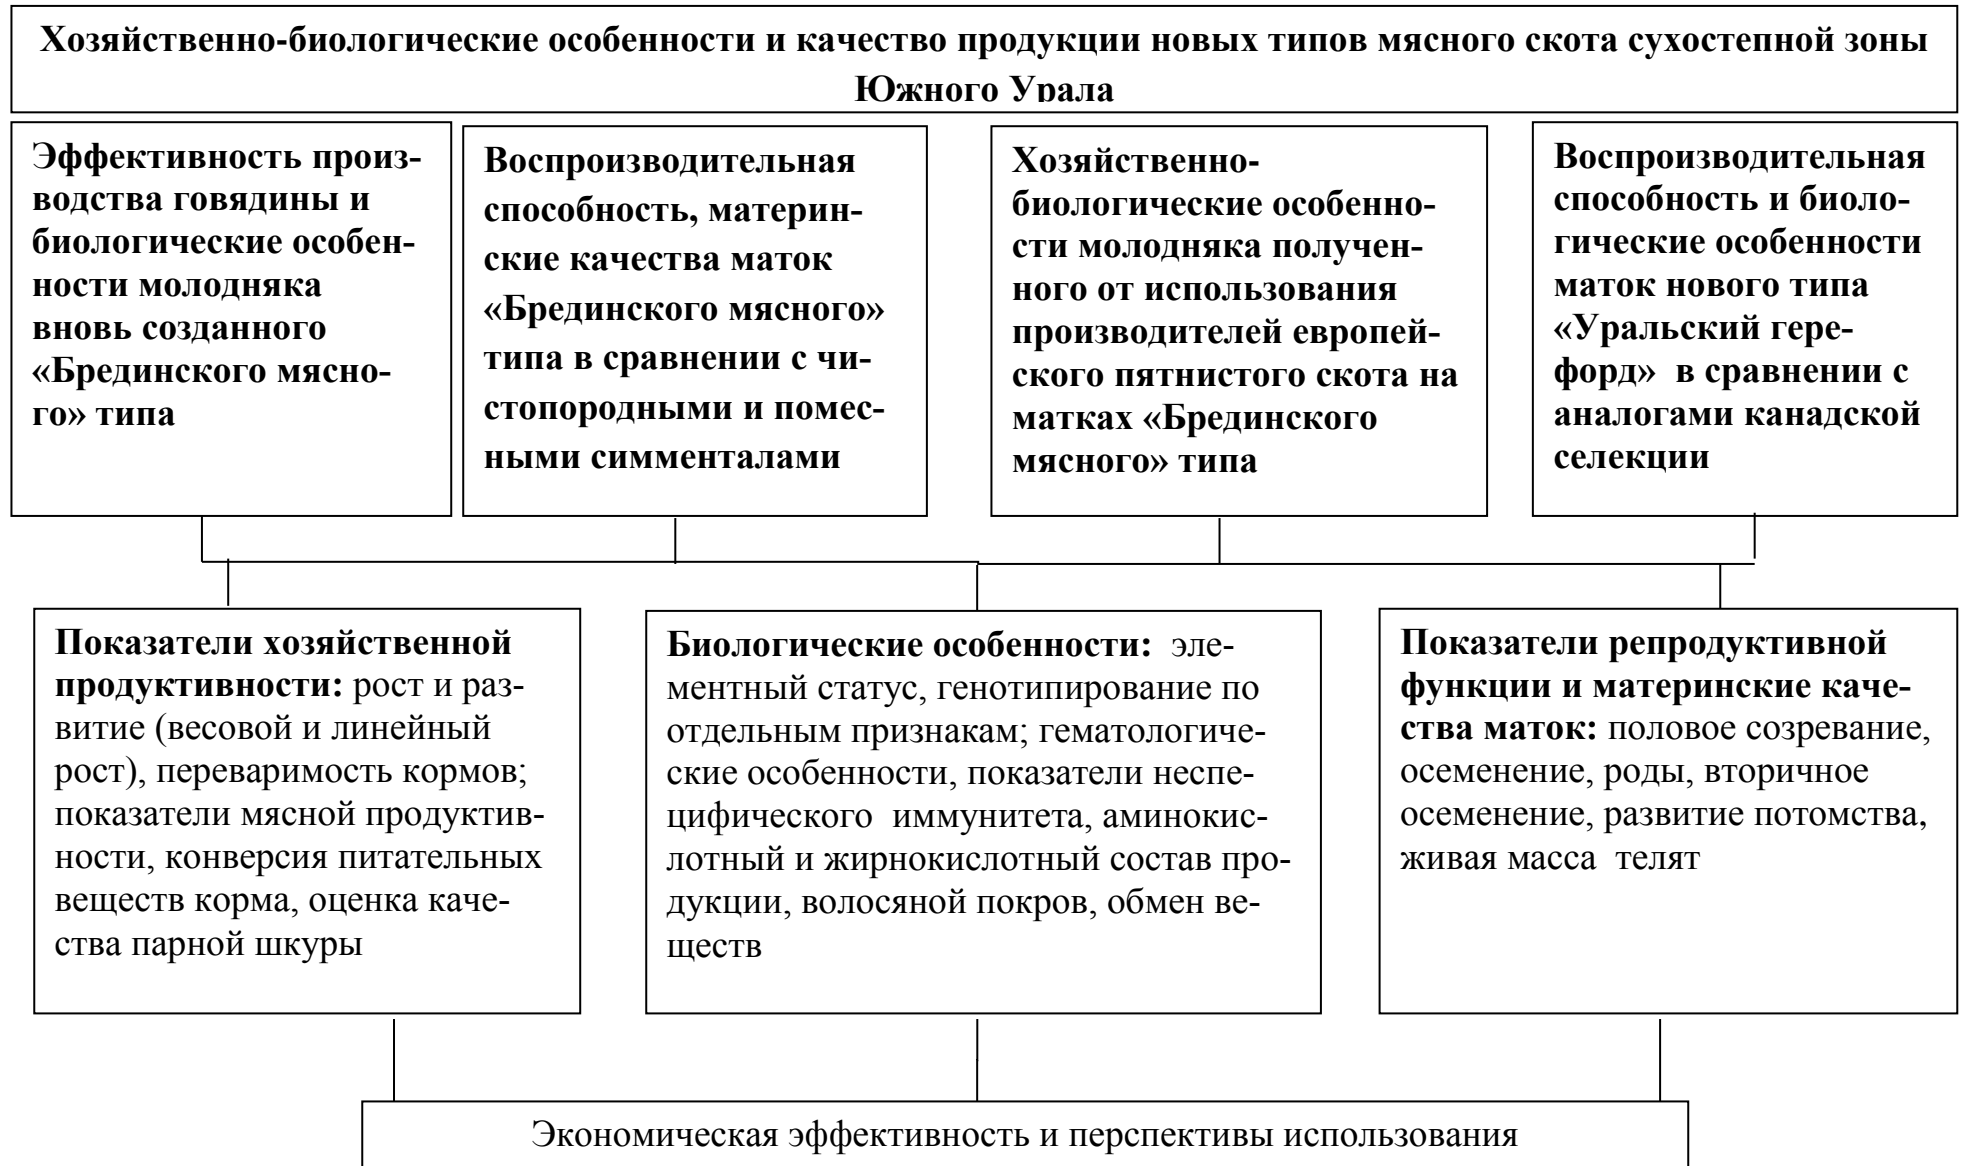 Хозяйственно-биологические особенности и качество продукции новых типов мясного скота сухостепной зоны
Южного Урала
Эффективность произ-
водства говядины и
биологические особен-
ности молодняка
вновь созданного
«Брединского мясно-
го» типа
Воспроизводительная
способность, материн-
ские качества маток
«Брединского мясного»
типа в сравнении с чи-
стопородными и помес-
ными симменталами
Хозяйственно-
биологические особенно-
сти молодняка получен-
ного от использования
производителей европей-
ского пятнистого скота на
матках «Брединского
мясного» типа
Воспроизводительная
способность и биоло-
гические особенности
маток нового типа
«Уральский гере-
форд» в сравнении с
аналогами канадской
селекции
Показатели хозяйственной
продуктивности: рост и раз-
витие (весовой и линейный
рост), переваримость кормов;
показатели мясной продуктив-
ности, конверсия питательных
веществ корма, оценка каче-
ства парной шкуры
Биологические особенности: эле-
ментный статус, генотипирование по
отдельным признакам; гематологиче-
ские особенности, показатели неспе-
цифического иммунитета, аминокис-
лотный и жирнокислотный состав про-
дукции, волосяной покров, обмен ве-
ществ
Показатели репродуктивной
функции и материнские каче-
ства маток: половое созревание,
осеменение, роды, вторичное
осеменение, развитие потомства,
живая масса телят
Экономическая эффективность и перспективы использования